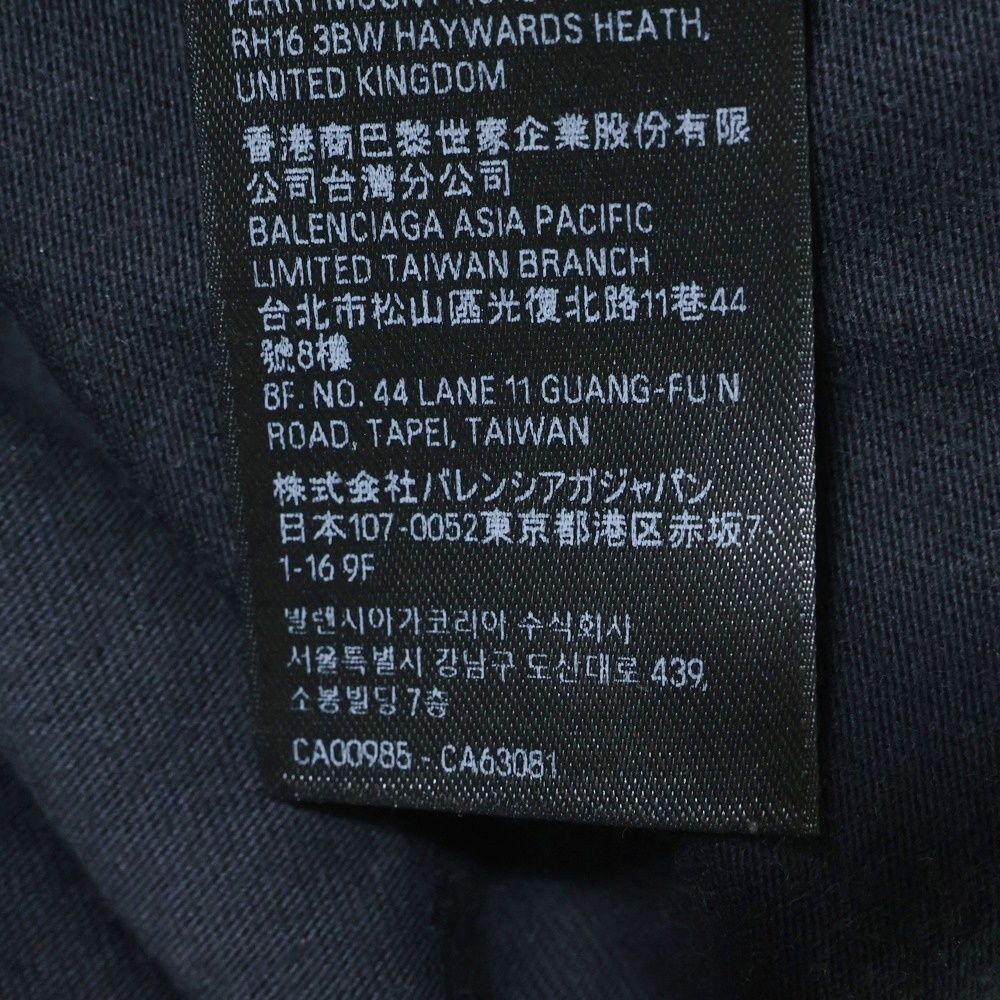 RH16 3BW HAYWARDS HEATH,
UNITED KINGDOM
香港商巴黎世家企業股份有限
公司台灣分公司
BALENCIAGA ASIA PACIFIC
LIMITED TAIWAN BRANCH
台北市松山區光復北路11巷44
號8樓
8F. NO. 44 LANE 11 GUANG-FU N
ROAD, TAPEI, TAIWAN
株式会社バレンシアガジャパン
日本107-0052東京都港区赤坂7
1-16 9F
발렌시아가코리아 수식회사
서울특별시 강남구 도산대로 439,
소봉빌딩 7층
CA00985 - CA63081